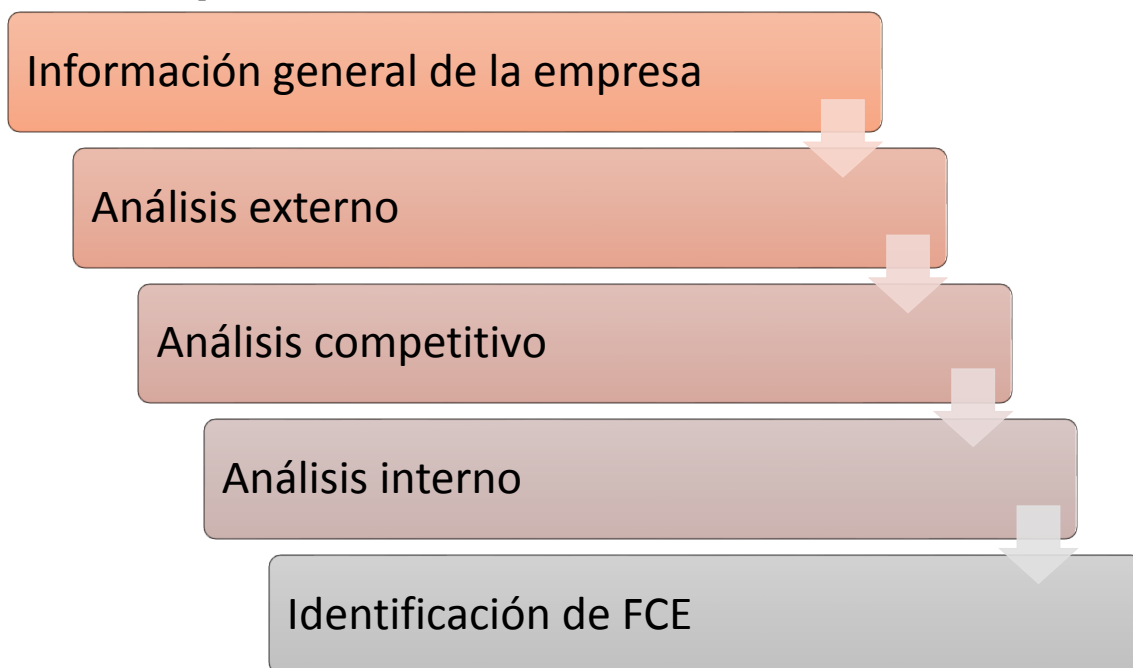 Información general de la empresa
Análisis externo
Análisis competitivo
Análisis interno
Identificación de FCE